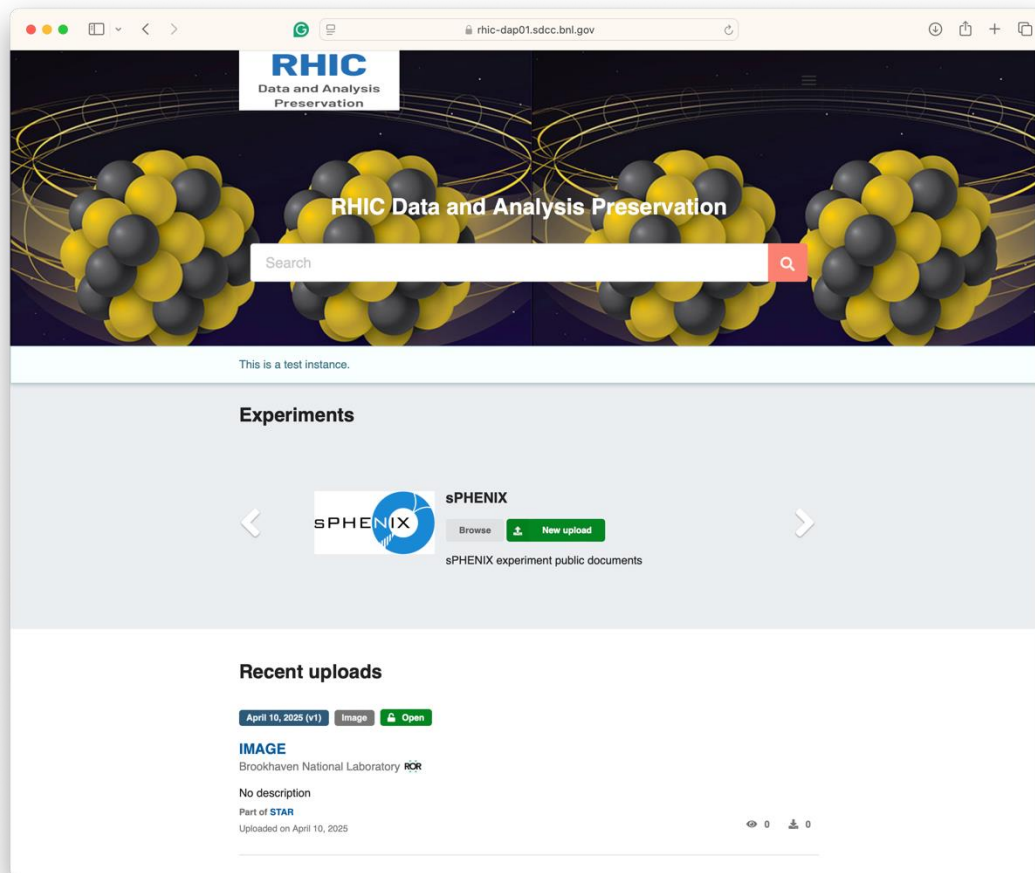 rhic-dap01.sdcc.bnl.gov
RHIC
Data and Analysis
Preservation
RHIC Data and Analysis Preservation
Search
This is a test instance.
Experiments
sPHENIX
sPHENIX
Browse
New upload
sPHENIX experiment public documents
Recent uploads
April 10, 2025 (v1) Image Open
IMAGE
Brookhaven National Laboratory ROR
No description
Part of STAR
Uploaded on April 10, 2025
0 0